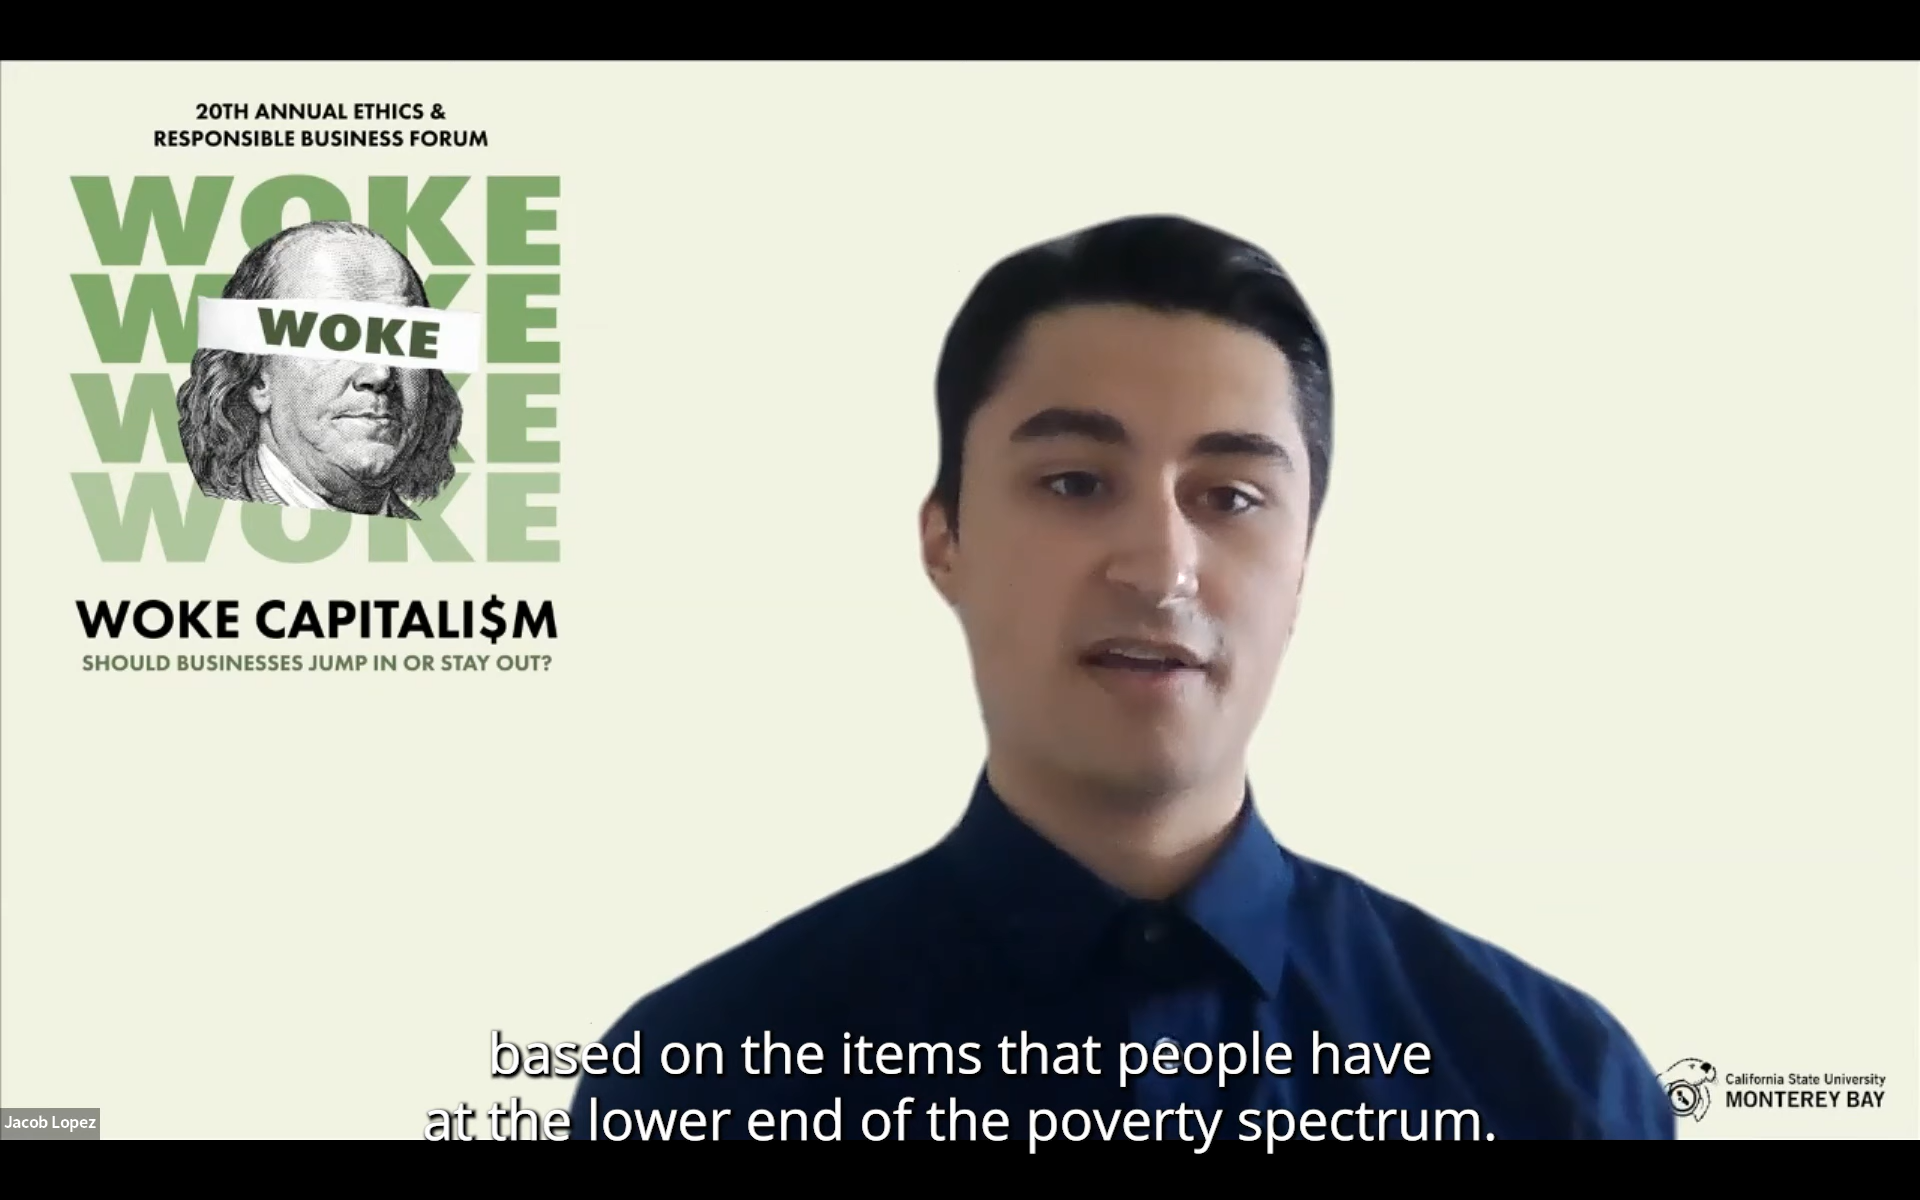 20TH ANNUAL ETHICS &
RESPONSIBLE BUSINESS FORUM
WOKE
WOKE
WOKE
WOKE
WOKE
WOKE CAPITALI$M
SHOULD BUSINESSES JUMP IN OR STAY OUT?
based on the items that people have
at the lower end of the poverty spectrum.
Jacob Lopez
California State University
MONTEREY BAY